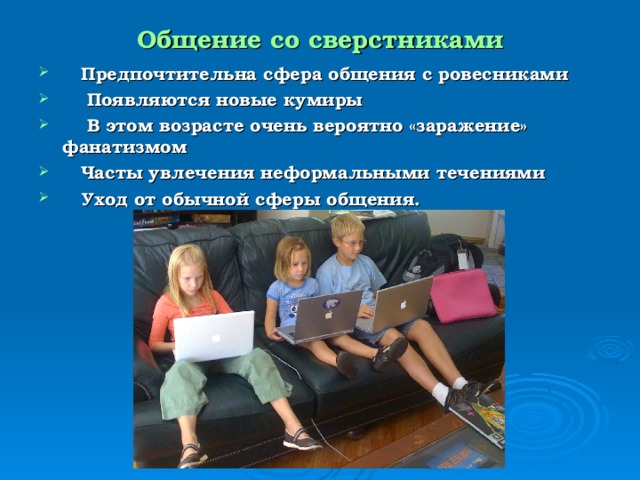 Общение со сверстниками
Предпочтительна сфера общения с ровесниками
Появляются новые кумиры
В этом возрасте очень вероятно «заражение»
фанатизмом
Часты увлечения неформальными течениями
Уход от обычной сферы общения.